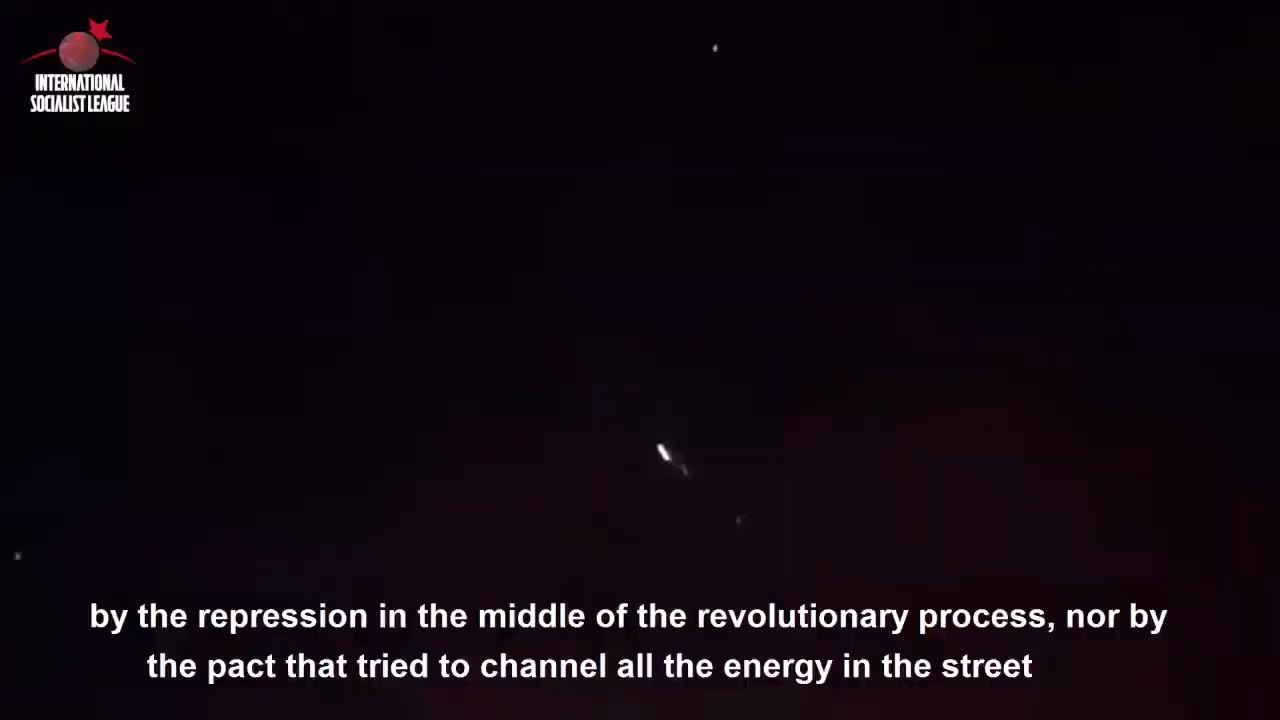 INTERNATIONAL
SOCIALIST LEAGUE
by the repression in the middle of the revolutionary process, nor by
the pact that tried to channel all the energy in the street